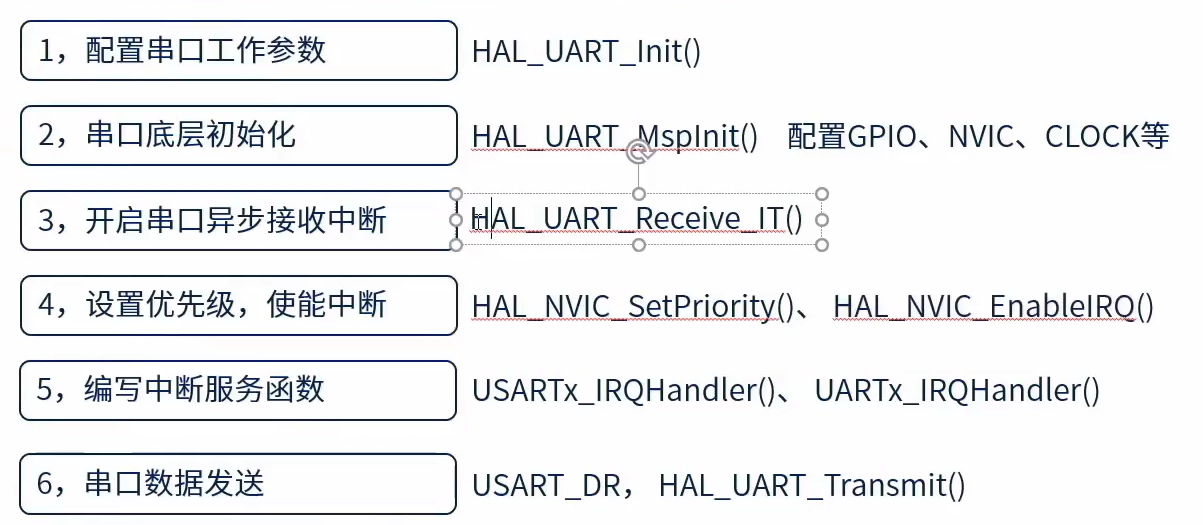 1，配置串口工作参数 HAL_UART_Init()
2，串口底层初始化 HAL_UART_MspInit() 配置GPIO、NVIC、CLOCK等
3，开启串口异步接收中断 HAL_UART_Receive_IT()
4，设置优先级，使能中断 HAL_NVIC_SetPriority()、 HAL_NVIC_EnableIRQ()
5，编写中断服务函数 USARTx_IRQHandler()、 UARTx_IRQHandler()
6，串口数据发送 USART_DR， HAL_UART_Transmit()